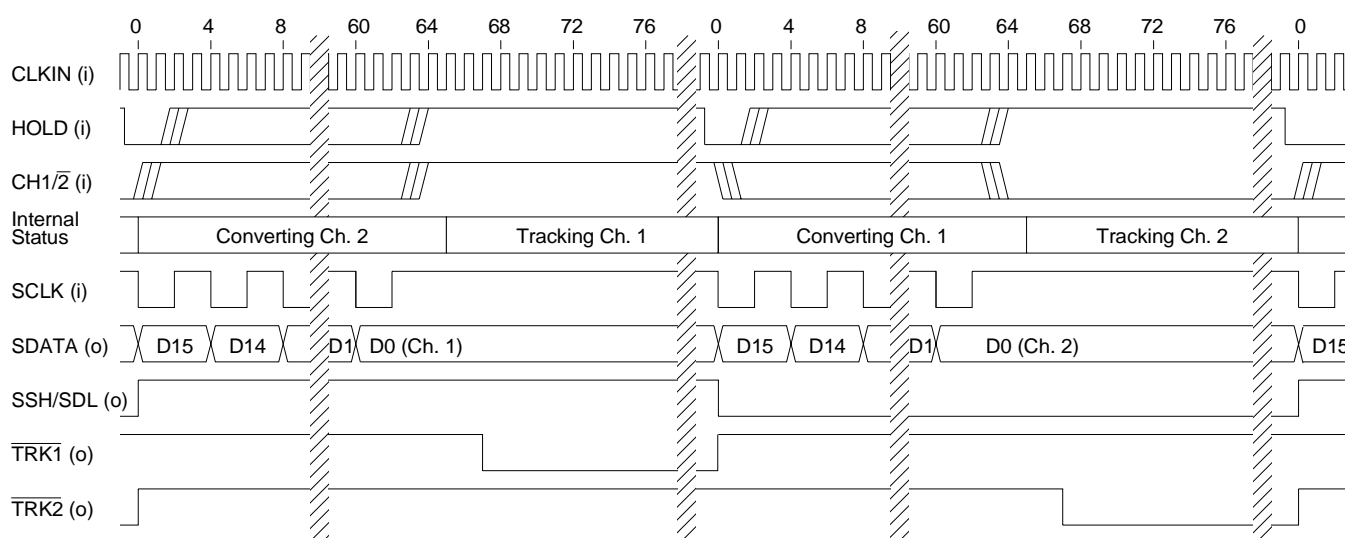 0 4 8 60 64 68 72 76 0 4 8 60 64 68 72 76 0
CLKIN (i)
HOLD (i)
CH1/2̅ (i)
Internal
Status
Converting Ch. 2 Tracking Ch. 1 Converting Ch. 1 Tracking Ch. 2
SCLK (i)
SDATA (o) D15 D14 D1 D0 (Ch. 1) D15 D14 D1 D0 (Ch. 2) D15
SSH/SDL (o)
T̅R̅K̅1̅ (o)
T̅R̅K̅2̅ (o)